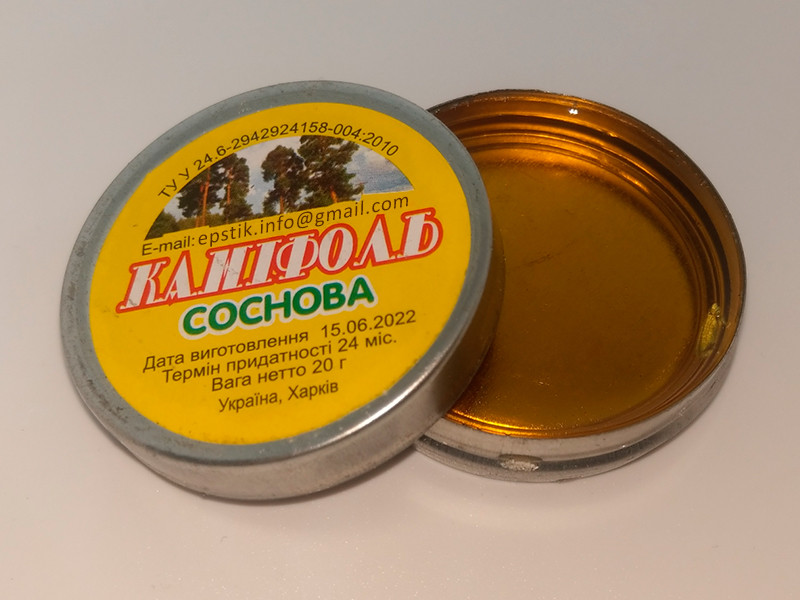 ТУ У 24.6-2942924158-004:2010
E-mail: epstik.info@gmail.com
КАНІФОЛЬ
СОСНОВА
Дата виготовлення 15.06.2022
Термін придатності 24 міс.
Вага нетто 20 г
Україна, Харків